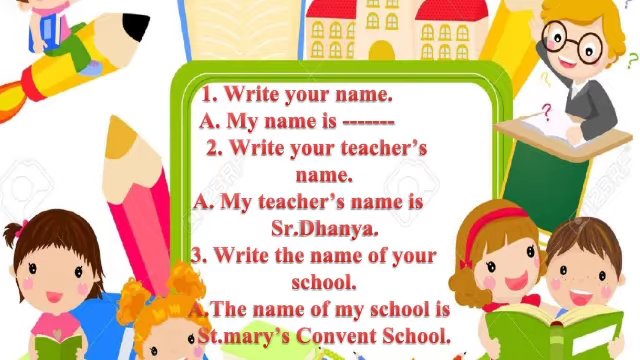 1. Write your name.
A. My name is -------
2. Write your teacher's
name.
A. My teacher's name is
Sr.Dhanya.
3. Write the name of your
school.
A.The name of my school is
St.mary's Convent School.